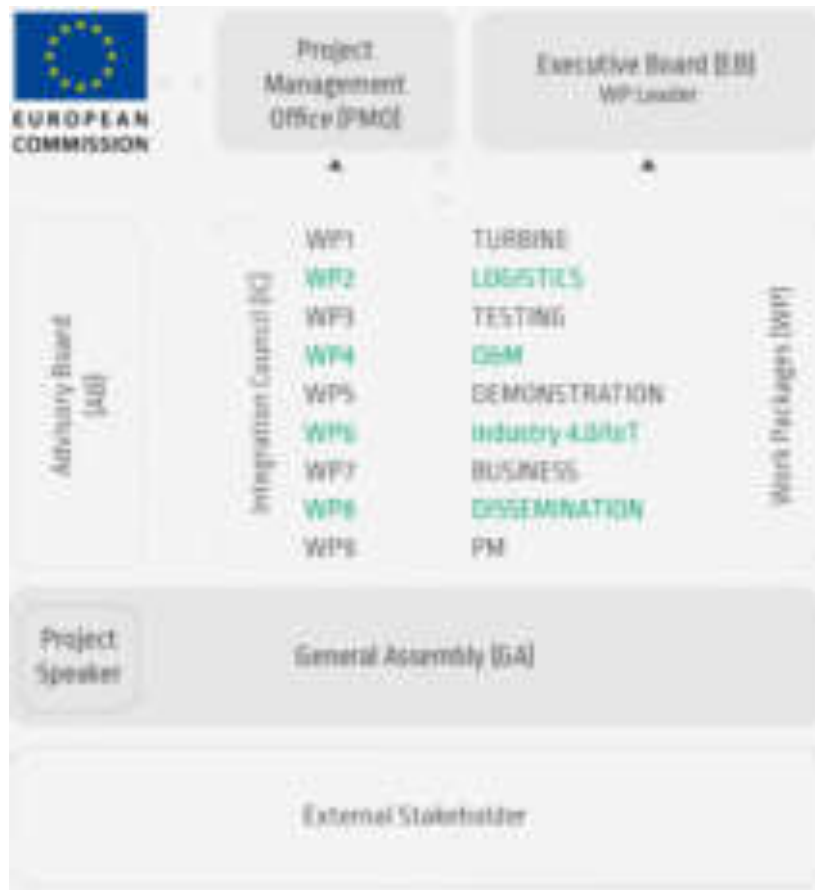 EUROPEAN
COMMISSION
Project
Management
Office [PMO]
Executive Board [EB]
WP Leader
Advisory Board
[AB]
Integration Council [IC]
WP1 TURBINE
WP2 LOGISTICS
WP3 TESTING
WP4 O&M
WP5 DEMONSTRATION
WP6 Industry 4.0/IoT
WP7 BUSINESS
WP8 DISSEMINATION
WP9 PM
Work Packages [WP]
Project
Speaker
General Assembly [GA]
External Stakeholder